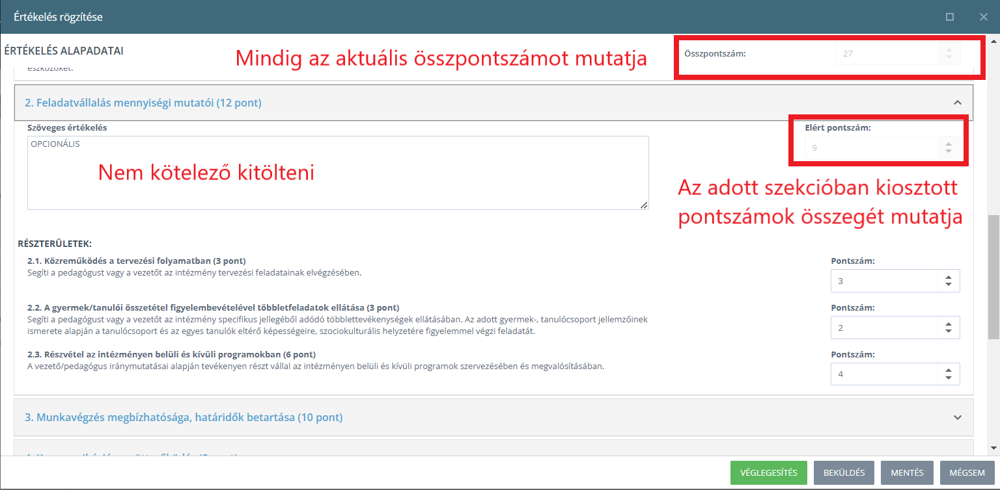 Értékelés rögzítése
ÉRTÉKELÉS ALAPADATAI
Mindig az aktuális összpontszámot mutatja
Összpontszám:
27
eszközöket.
2. Feladatvállalás mennyiségi mutatói (12 pont)
Szöveges értékelés
Elért pontszám:
OPCIONÁLIS
9
Nem kötelező kitölteni
Az adott szekcióban kiosztott
pontszámok összegét mutatja
RÉSZTERÜLETEK:
2.1. Közreműködés a tervezési folyamatban (3 pont)
Pontszám:
Segíti a pedagógust vagy a vezetőt az intézmény tervezési feladatainak elvégzésében.
3
2.2. A gyermek/tanulói összetétel figyelembevételével többletfeladatok ellátása (3 pont)
Pontszám:
Segíti a pedagógust vagy a vezetőt az intézmény specifikus jellegéből adódó többlettevékenységek ellátásában. Az adott gyermek-, tanulócsoport jellemzőinek
ismerete alapján a tanulócsoport és az egyes tanulók eltérő képességeire, szociokulturális helyzetére figyelemmel végzi feladatát.
2
2.3. Részvétel az intézményen belüli és kívüli programokban (6 pont)
Pontszám:
A vezető/pedagógus iránymutatásai alapján tevékenyen részt vállal az intézményen belüli és kívüli programok szervezésében és megvalósításában.
4
3. Munkavégzés megbízhatósága, határidők betartása (10 pont)
VÉGLEGESÍTÉS
BEKÜLDÉS
MENTÉS
MÉGSEM